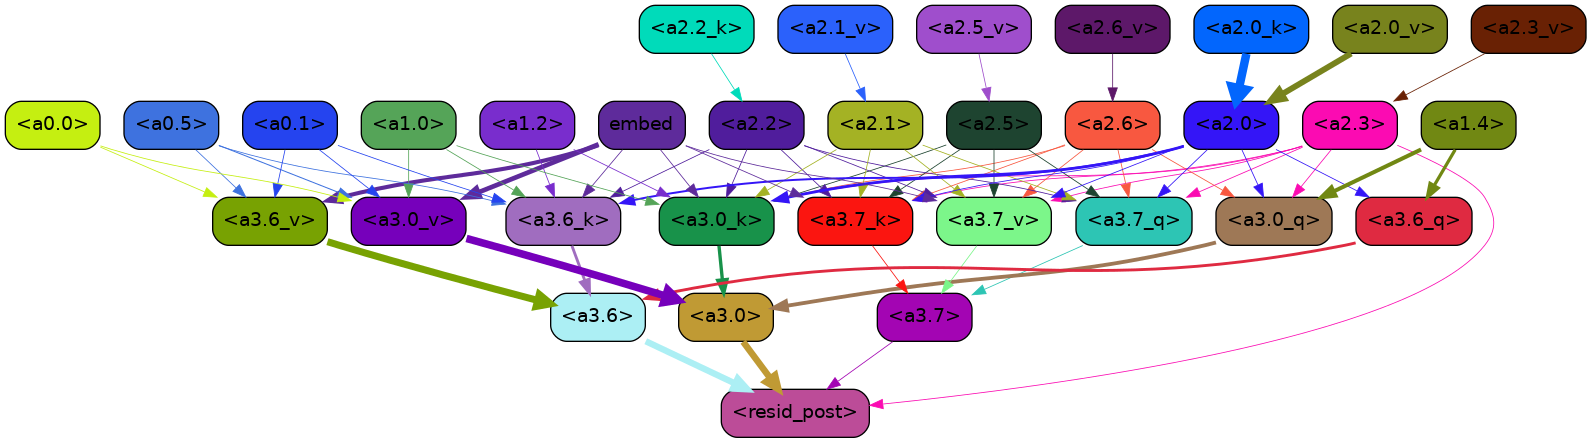 <a2.2_k> <a2.1_v> <a2.5_v> <a2.6_v> <a2.0_k> <a2.0_v> <a2.3_v>
<a0.0> <a0.5> <a0.1> <a1.0> <a1.2> embed <a2.2> <a2.1> <a2.5> <a2.6> <a2.0> <a2.3> <a1.4>
<a3.6_v> <a3.0_v> <a3.6_k> <a3.0_k> <a3.7_k> <a3.7_v> <a3.7_q> <a3.0_q> <a3.6_q>
<a3.6> <a3.0> <a3.7>
<resid_post>